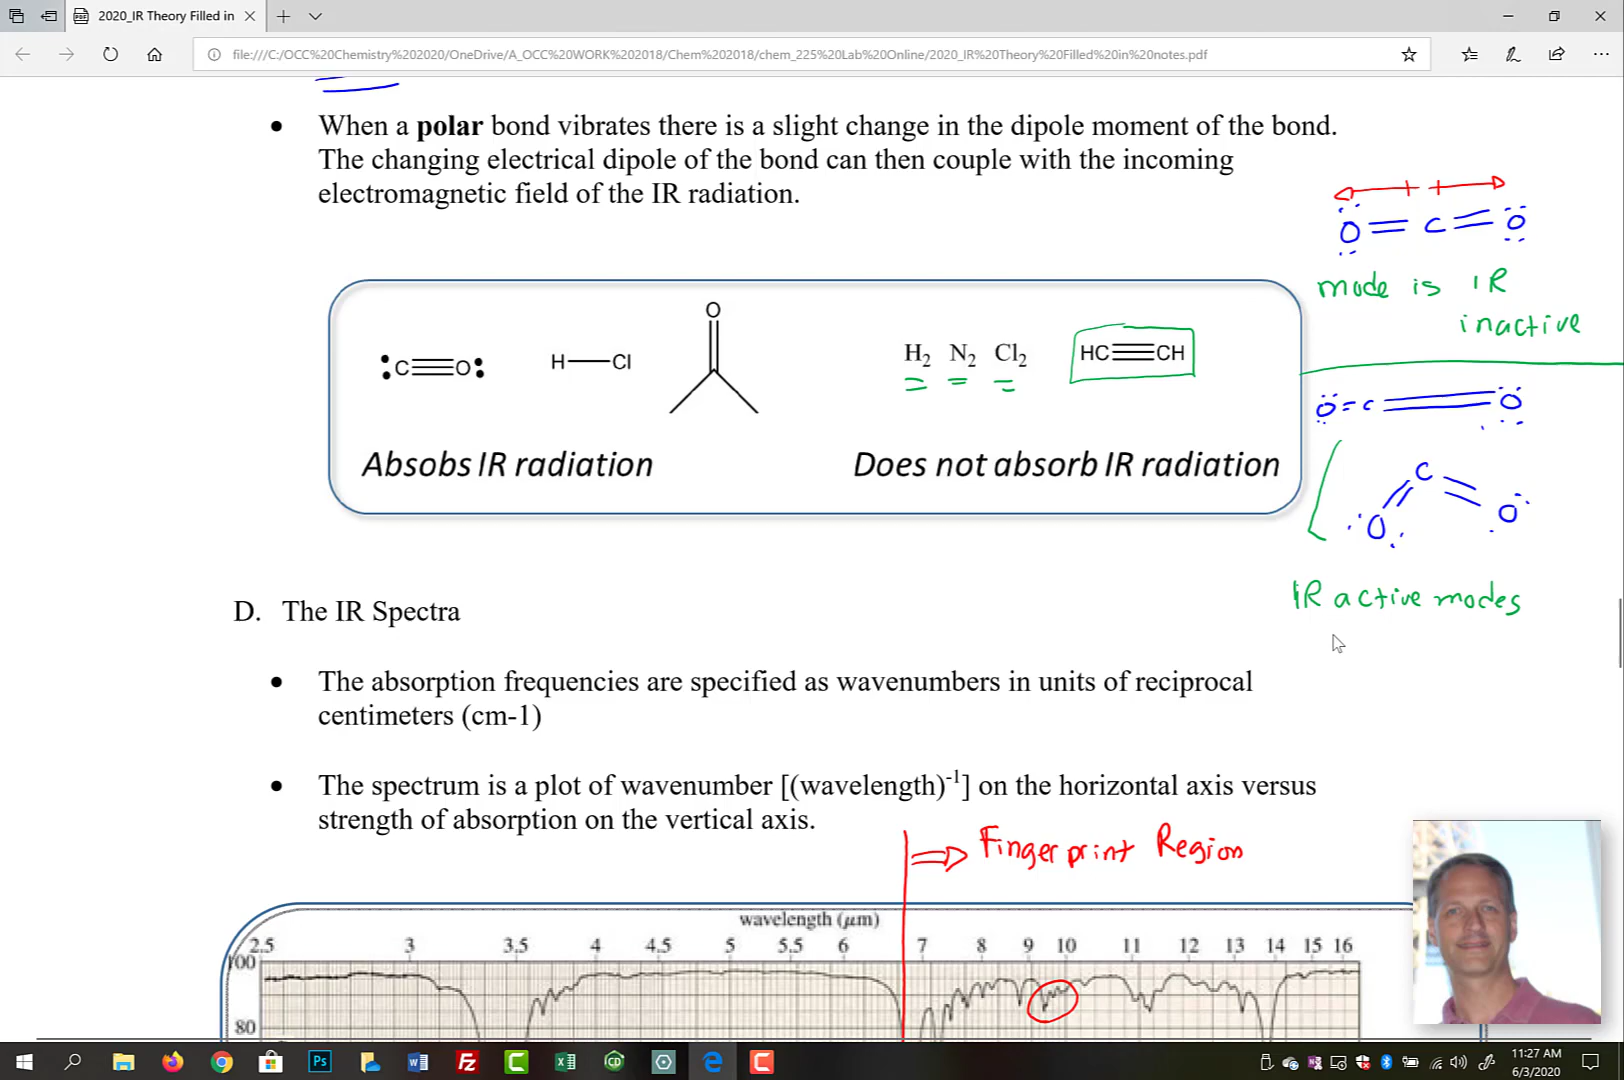 2020_IR Theory Filled in
file:///C:/OCC%20Chemistry%202020/OneDrive/A_OCC%20WORK%202018/Chem%202018/chem_225%20Lab%20Online/2020_IR%20Theory%20Filled%20in%20notes.pdf
• When a polar bond vibrates there is a slight change in the dipole moment of the bond.
The changing electrical dipole of the bond can then couple with the incoming
electromagnetic field of the IR radiation.
O = C = O
mode is IR
inactive
:C≡O: H—Cl O H₂ N₂ Cl₂ HC≡CH
Absobs IR radiation Does not absorb IR radiation
O = C = O
C
O O
IR active modes
D. The IR Spectra
• The absorption frequencies are specified as wavenumbers in units of reciprocal
centimeters (cm-1)
• The spectrum is a plot of wavenumber [(wavelength)⁻¹] on the horizontal axis versus
strength of absorption on the vertical axis.
⇒ Fingerprint Region
wavelength (μm)
2.5 3 3.5 4 4.5 5 5.5 6 7 8 9 10 11 12 13 14 15 16
100
80
11:27 AM
6/3/2020